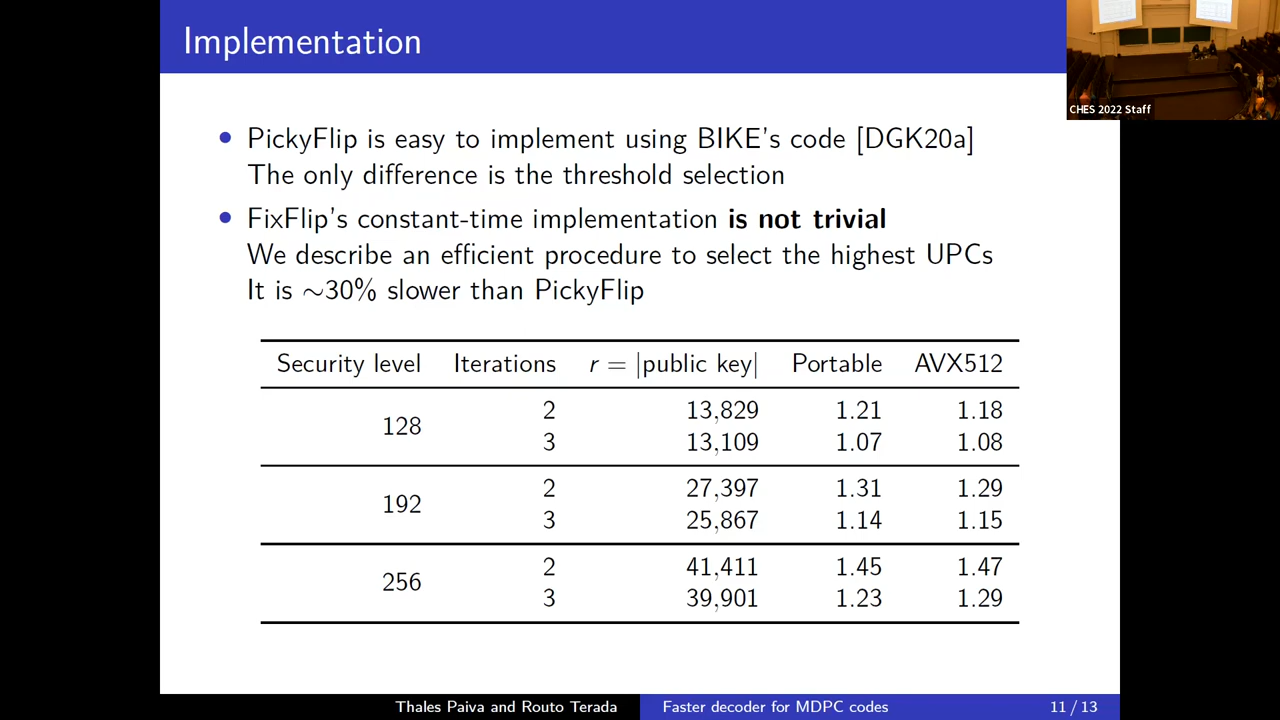 Implementation
CHES 2022 Staff
• PickyFlip is easy to implement using BIKE's code [DGK20a]
The only difference is the threshold selection
• FixFlip's constant-time implementation is not trivial
We describe an efficient procedure to select the highest UPCs
It is ∼30% slower than PickyFlip
Security level Iterations r = |public key| Portable AVX512
128 2 13,829 1.21 1.18
3 13,109 1.07 1.08
192 2 27,397 1.31 1.29
3 25,867 1.14 1.15
256 2 41,411 1.45 1.47
3 39,901 1.23 1.29
Thales Paiva and Routo Terada Faster decoder for MDPC codes 11 / 13